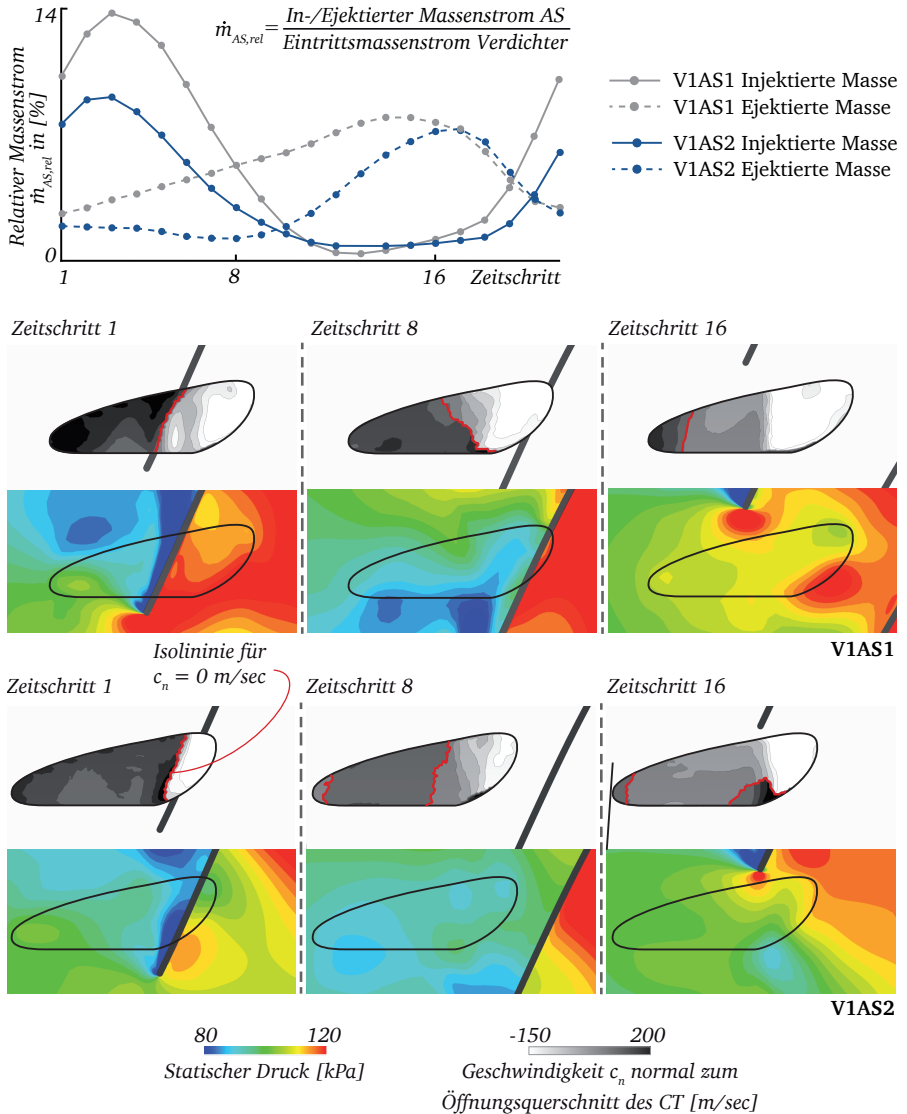 14
ṁ_AS,rel = In-/Ejektierter Massenstrom AS
Eintrittsmassenstrom Verdichter
Relativer Massenstrom
ṁ_AS,rel in [%]
0
1
8
16
Zeitschritt
V1AS1 Injektierte Masse
V1AS1 Ejektierte Masse
V1AS2 Injektierte Masse
V1AS2 Ejektierte Masse
Zeitschritt 1
Zeitschritt 8
Zeitschritt 16
V1AS1
Isolininie für
c_n = 0 m/sec
Zeitschritt 1
Zeitschritt 8
Zeitschritt 16
V1AS2
80
120
Statischer Druck [kPa]
-150
200
Geschwindigkeit c_n normal zum
Öffnungsquerschnitt des CT [m/sec]